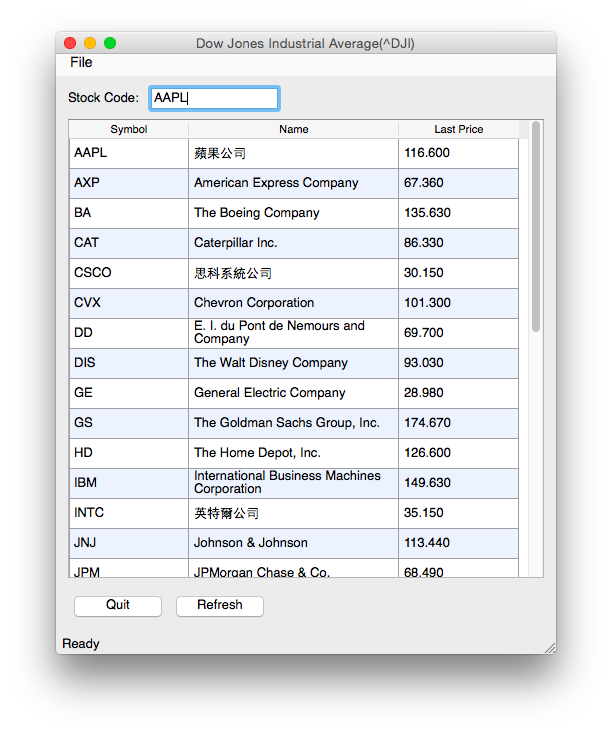 Dow Jones Industrial Average(^DJI)
File
Stock Code: AAPL
Symbol Name Last Price
AAPL 蘋果公司 116.600
AXP American Express Company 67.360
BA The Boeing Company 135.630
CAT Caterpillar Inc. 86.330
CSCO 思科系統公司 30.150
CVX Chevron Corporation 101.300
DD E. I. du Pont de Nemours and Company 69.700
DIS The Walt Disney Company 93.030
GE General Electric Company 28.980
GS The Goldman Sachs Group, Inc. 174.670
HD The Home Depot, Inc. 126.600
IBM International Business Machines Corporation 149.630
INTC 英特爾公司 35.150
JNJ Johnson & Johnson 113.440
JPM JPMorgan Chase & Co. 68.490
Quit Refresh
Ready